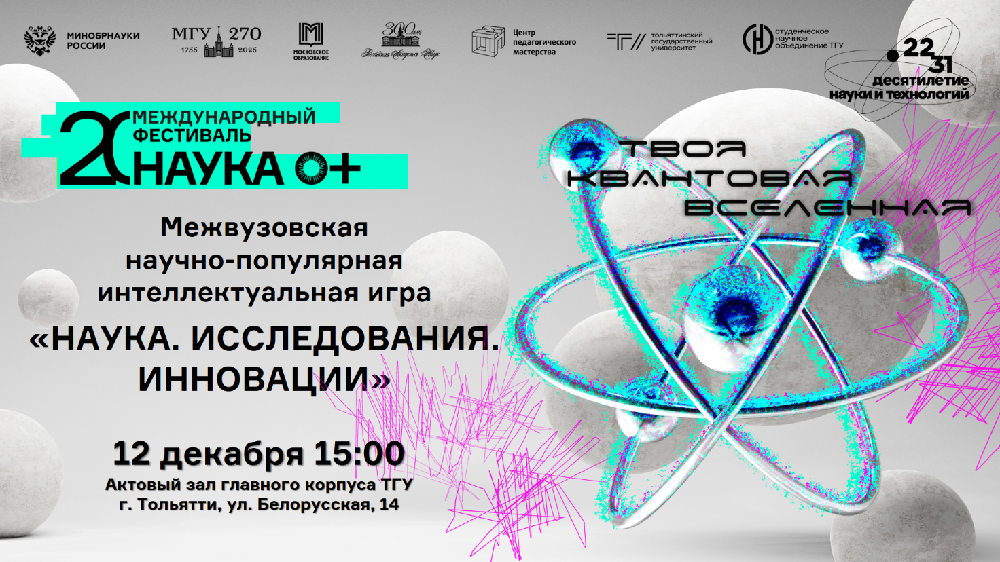 МИНОБРНАУКИ
РОССИИ
МГУ 270
1755 2025
МОСКОВСКОЕ
ОБРАЗОВАНИЕ
300 лет
Российская Академия Наук
Центр
педагогического
мастерства
ТГУ
тольяттинский
государственный
университет
студенческое
научное
объединение ТГУ
22
31
десятилетие
науки и технологий
20
МЕЖДУНАРОДНЫЙ
ФЕСТИВАЛЬ
НАУКА 0+
ТВОЯ
КВАНТОВАЯ
ВСЕЛЕННАЯ
Межвузовская
научно-популярная
интеллектуальная игра
«НАУКА. ИССЛЕДОВАНИЯ.
ИННОВАЦИИ»
12 декабря 15:00
Актовый зал главного корпуса ТГУ
г. Тольятти, ул. Белорусская, 14